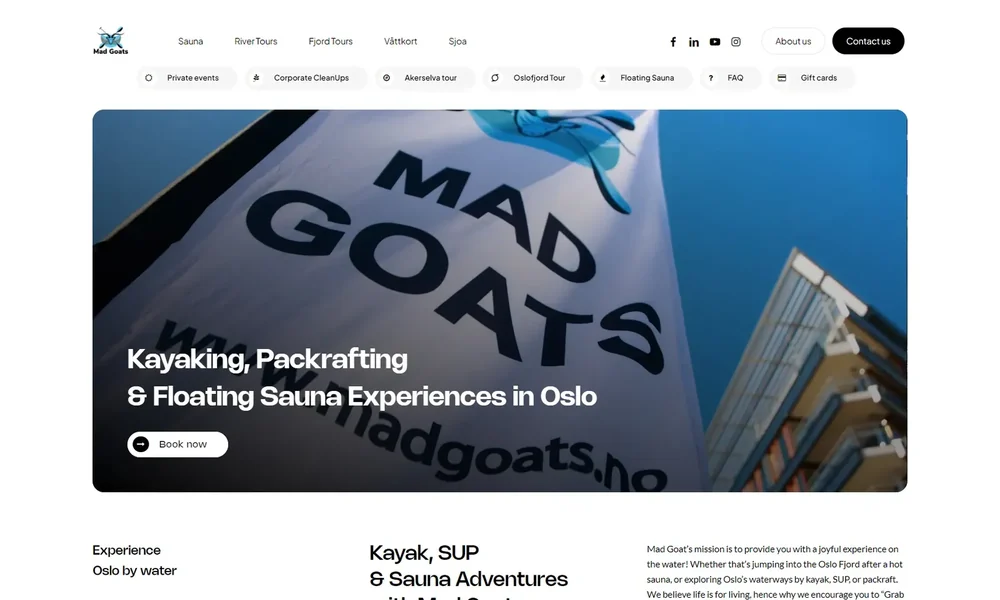 Mad Goats
Sauna
River Tours
Fjord Tours
Våttkort
Sjoa
About us
Contact us
Private events
Corporate CleanUps
Akerselva tour
Oslofjord Tour
Floating Sauna
? FAQ
Gift cards
MAD
GOATS
www.madgoats.no
Kayaking, Packrafting
& Floating Sauna Experiences in Oslo
Book now
Experience
Oslo by water
Kayak, SUP
& Sauna Adventures
Mad Goat's mission is to provide you with a joyful experience on
the water! Whether that's jumping into the Oslo Fjord after a hot
sauna, or exploring Oslo's waterways by kayak, SUP, or packraft.
We believe life is for living, hence why we encourage you to "Grab